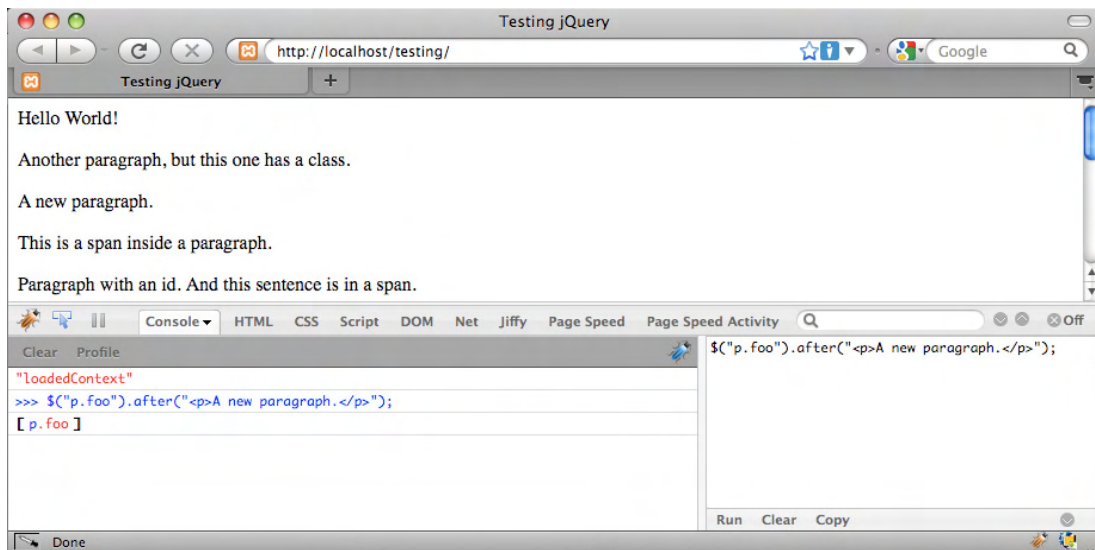 Testing jQuery
http://localhost/testing/
Google
Testing jQuery
+
Hello World!
Another paragraph, but this one has a class.
A new paragraph.
This is a span inside a paragraph.
Paragraph with an id. And this sentence is in a span.
Console HTML CSS Script DOM Net Jiffy Page Speed Page Speed Activity Off
Clear Profile
"loadedContext"
>>> $("p.foo").after("<p>A new paragraph.</p>");
[ p.foo ]
$("p.foo").after("<p>A new paragraph.</p>");
Run Clear Copy
Done